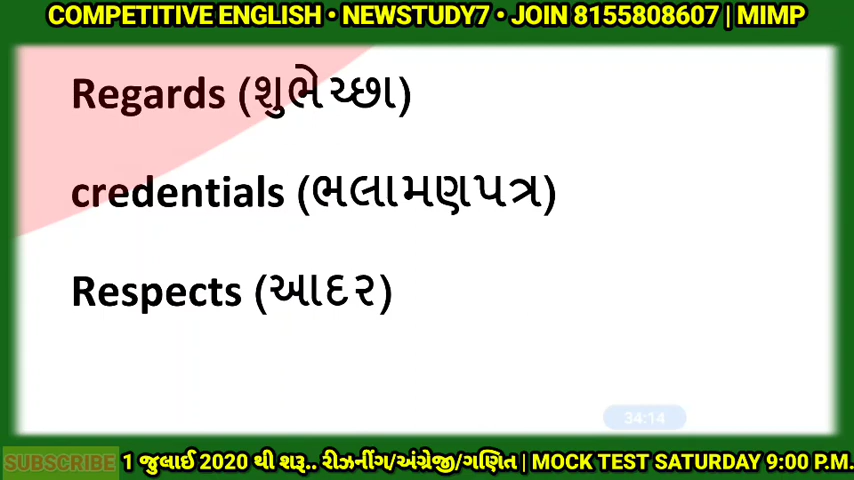 COMPETITIVE ENGLISH • NEWSTUDY7 • JOIN 8155808607 | MIMP
Regards (શુભેચ્છા)
credentials (ભલામણપત્ર)
Respects (આદર)
34:14
SUBSCRIBE 1 જુલાઈ 2020 થી શરૂ.. રીઝનીંગ/અંગ્રેજી/ગણિત | MOCK TEST SATURDAY 9:00 P.M.